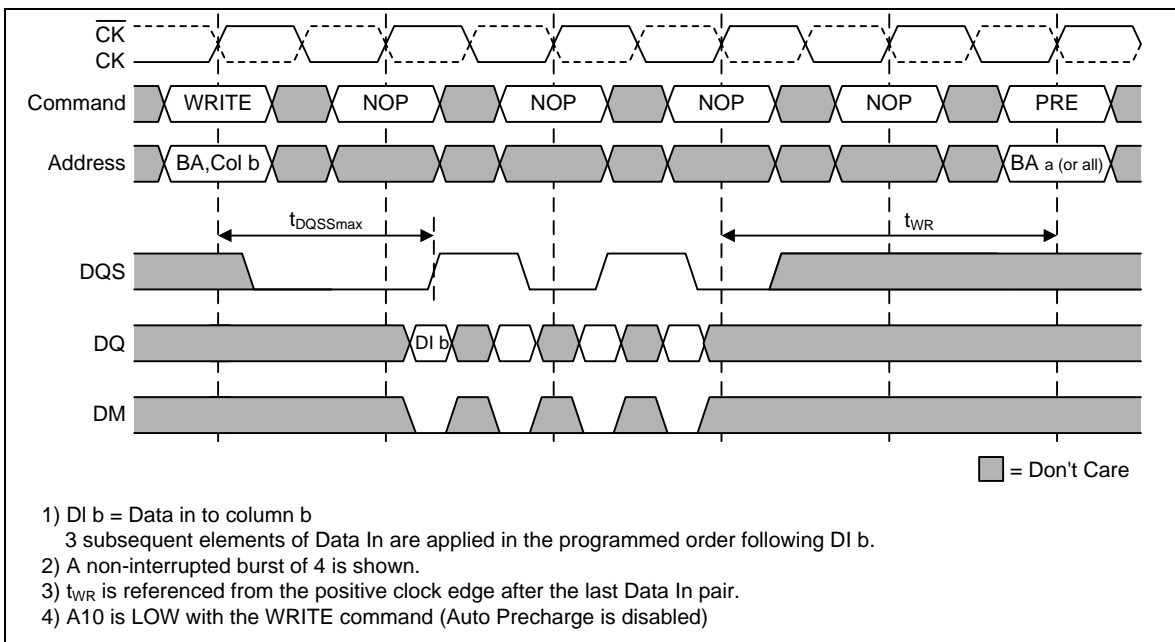 CK
CK
Command WRITE NOP NOP NOP NOP PRE
Address BA,Col b BA a (or all)
tDQSSmax tWR
DQS
DQ DI b
DM
= Don't Care
1) DI b = Data in to column b
3 subsequent elements of Data In are applied in the programmed order following DI b.
2) A non-interrupted burst of 4 is shown.
3) tWR is referenced from the positive clock edge after the last Data In pair.
4) A10 is LOW with the WRITE command (Auto Precharge is disabled)